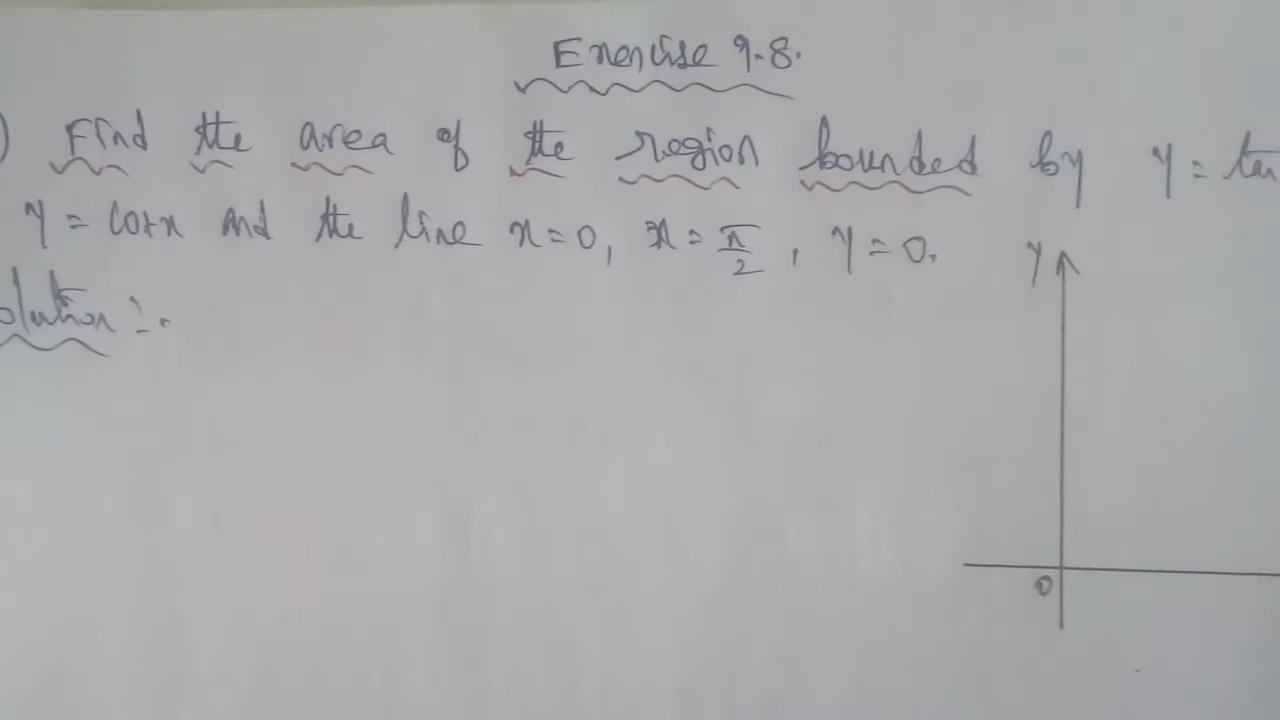 Exercise 9.8.
) Find the area of the region bounded by y = tan
y = cotx and the line x=0, x=π/2, y=0.
olution :-
y
0